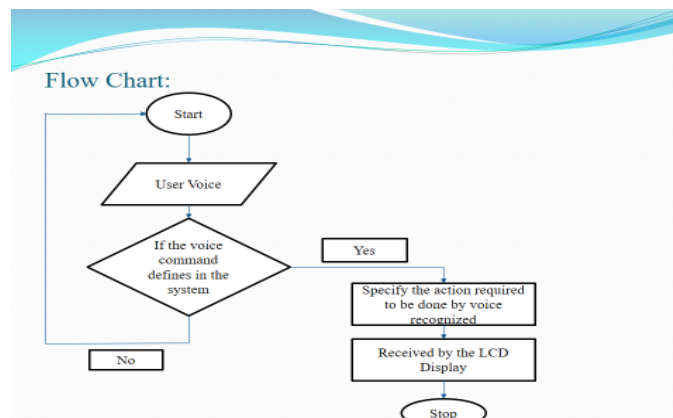 Flow Chart:
Start
User Voice
If the voice
command
defines in the
system
Yes
Specify the action required
to be done by voice
recognized
No
Received by the LCD
Display
Stop